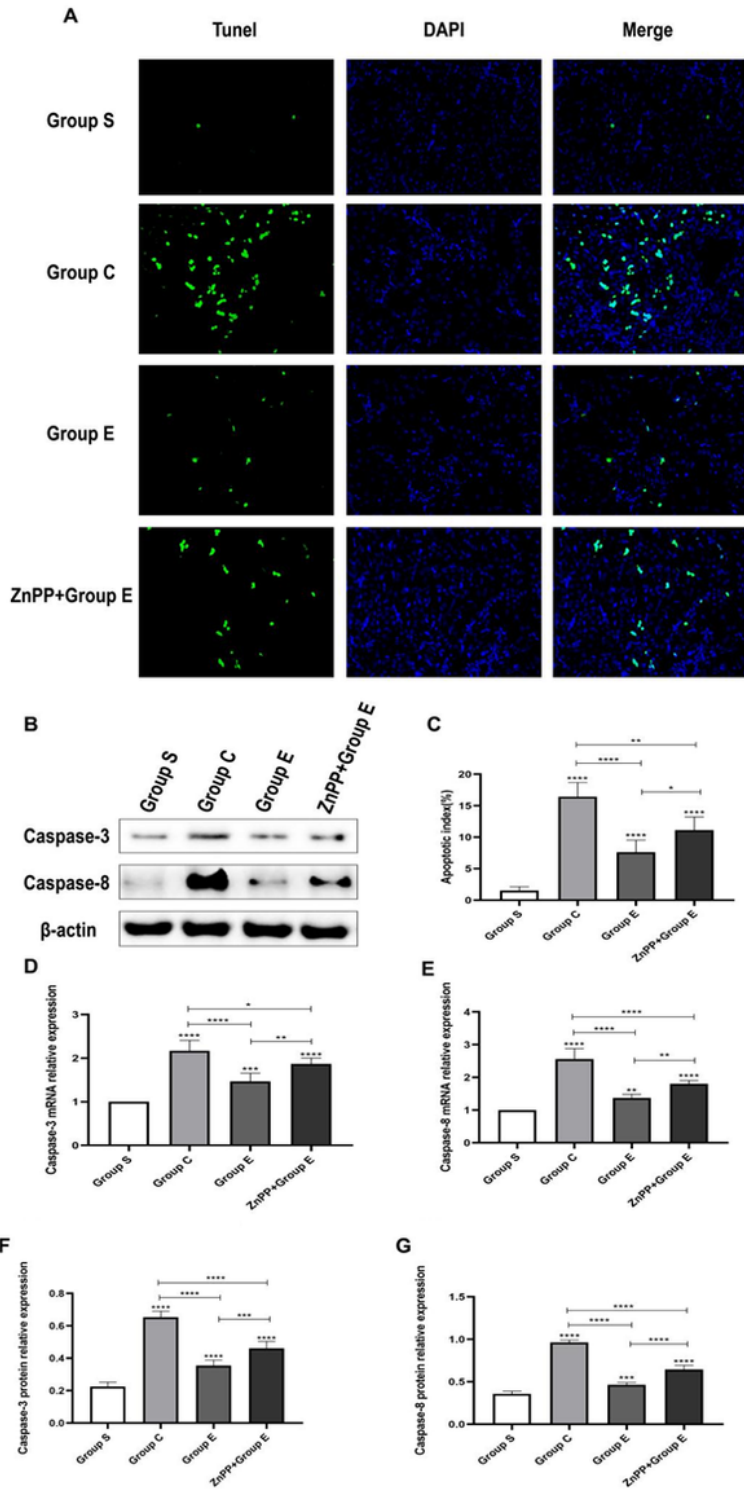 A
Tunel DAPI Merge
Group S
Group C
Group E
ZnPP+Group E
B
Group S Group C Group E ZnPP+Group E
Caspase-3
Caspase-8
β-actin
C
Apoptotic index(%)
20
15
10
5
0
**
****
*
**** **** ****
Group S Group C Group E ZnPP+Group E
D
Caspase-3 mRNA relative expression
3
2
1
0
*
****
**
**** *** ****
Group S Group C Group E ZnPP+Group E
E
Caspase-8 mRNA relative expression
4
3
2
1
0
****
****
**
**** ** ****
Group S Group C Group E ZnPP+Group E
F
Caspase-3 protein relative expression
0.8
0.6
0.4
0.2
0.0
****
****
***
**** **** ****
Group S Group C Group E ZnPP+Group E
G
Caspase-8 protein relative expression
1.5
1.0
0.5
0.0
****
****
****
**** *** ****
Group S Group C Group E ZnPP+Group E